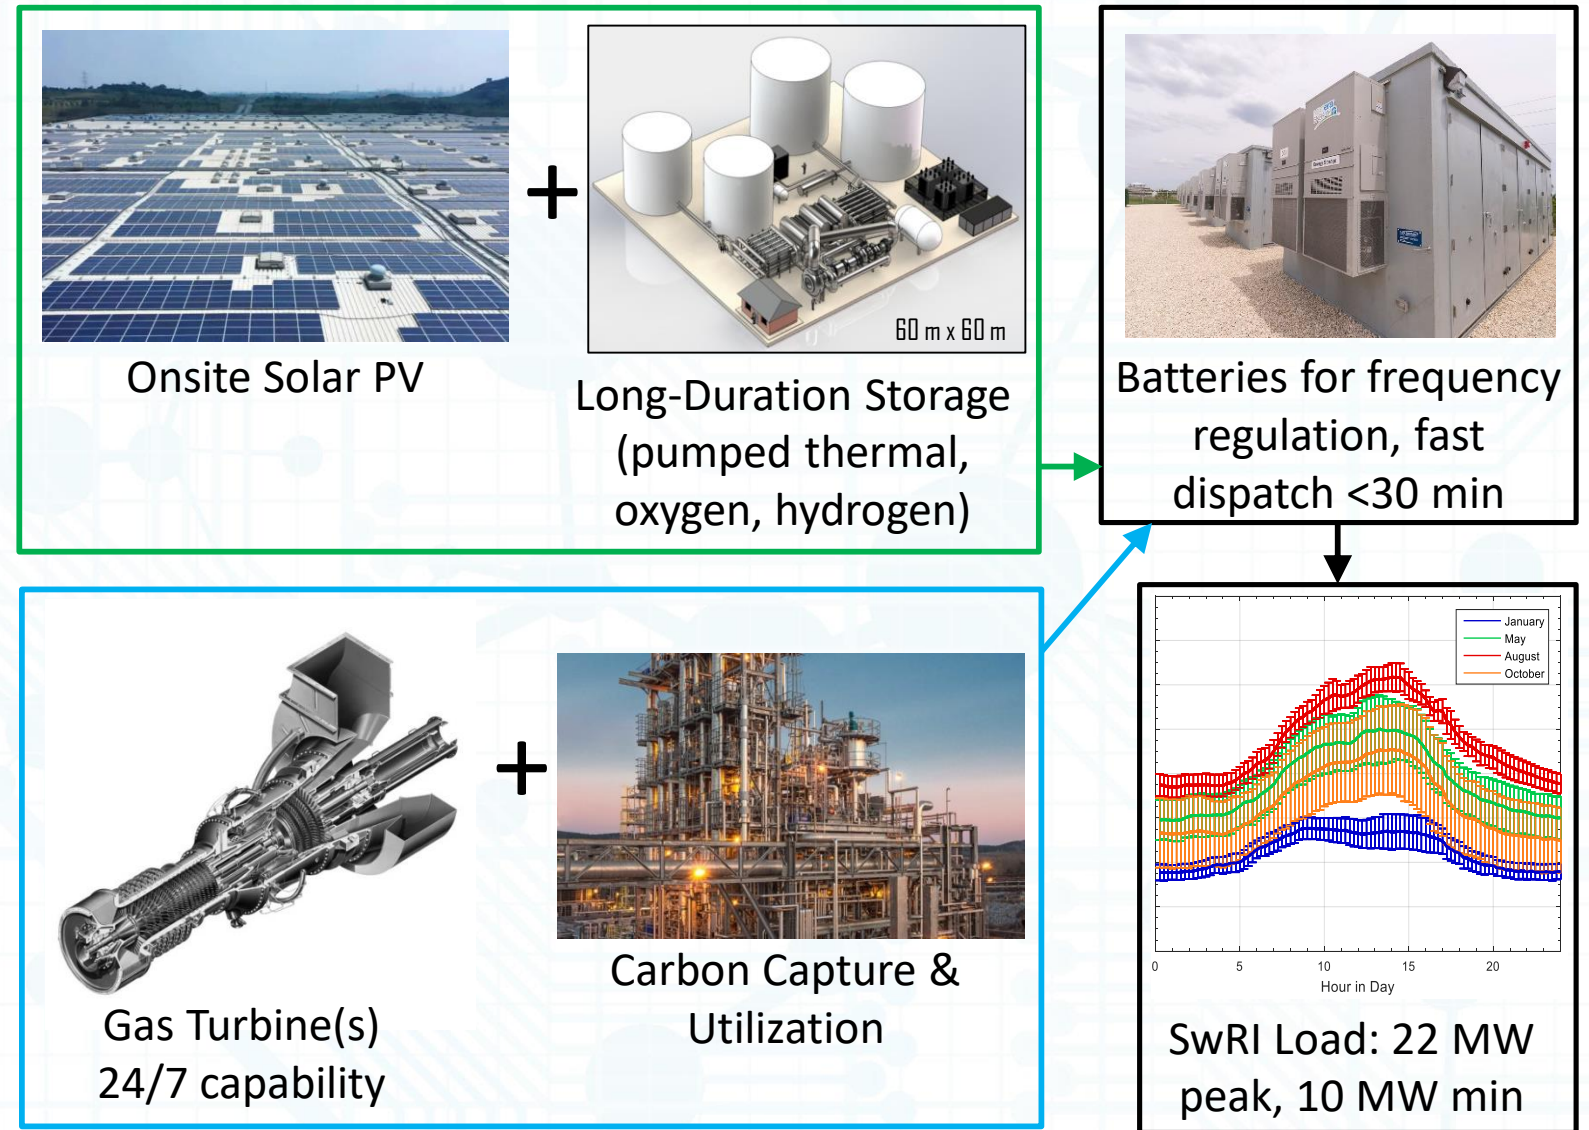 60 m x 60 m
Onsite Solar PV
+
Long-Duration Storage
(pumped thermal,
oxygen, hydrogen)
Batteries for frequency
regulation, fast
dispatch <30 min
+
Gas Turbine(s)
24/7 capability
Carbon Capture &
Utilization
January
May
August
October
0 5 10 15 20
Hour in Day
SwRI Load: 22 MW
peak, 10 MW min